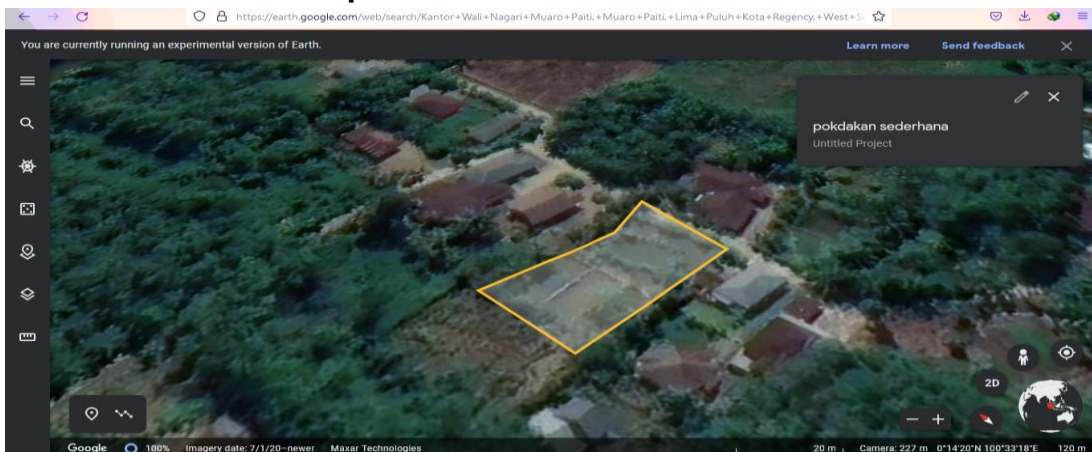 https://earth.google.com/web/search/Kantor+Wali+Nagari+Muaro+Paiti,+Muaro+Paiti,+Lima+Puluh+Kota+Regency,+West+S
You are currently running an experimental version of Earth.
Learn more Send feedback
pokdakan sederhana
Untitled Project
2D
Google 100% Imagery date: 7/1/20–newer Maxar Technologies 20 m Camera: 227 m 0°14'20"N 100°33'18"E 120 m